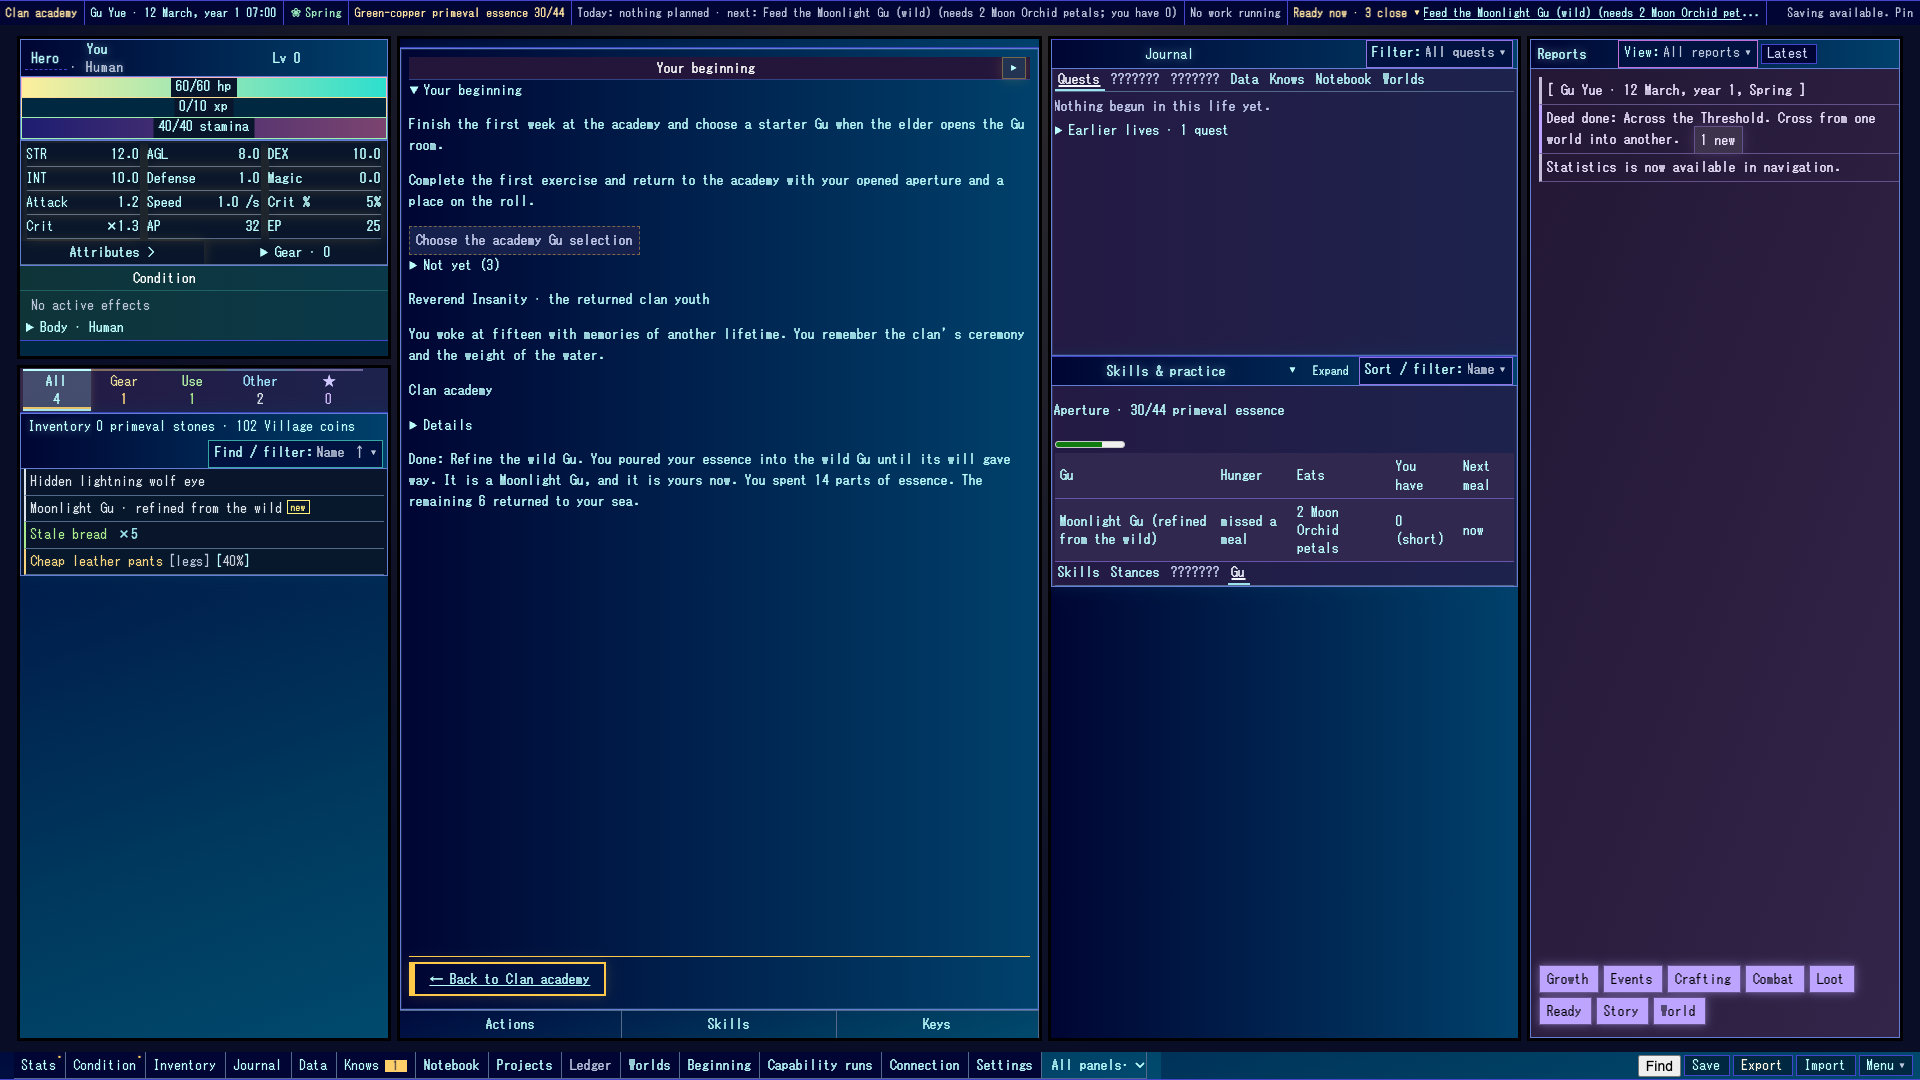 Clan academy
Gu Yue · 12 March, year 1 07:00
❀ Spring
Green-copper primeval essence 30/44
Today: nothing planned · next: Feed the Moonlight Gu (wild) (needs 2 Moon Orchid petals; you have 0)
No work running
Ready now · 3 close ▾
Feed the Moonlight Gu (wild) (needs 2 Moon Orchid pet...
Saving available. Pin
Hero · You
Human
Lv 0
60/60 hp
0/10 xp
40/40 stamina
STR 12.0 AGL 8.0 DEX 10.0
INT 10.0 Defense 1.0 Magic 0.0
Attack 1.2 Speed 1.0 /s Crit % 5%
Crit ×1.3 AP 32 EP 25
Attributes >
▶ Gear · 0
Condition
No active effects
▶ Body · Human
All Gear Use Other ★
4 1 1 2 0
Inventory 0 primeval stones · 102 Village coins
Find / filter: Name ↑ ▾
Hidden lightning wolf eye
Moonlight Gu · refined from the wild new
Stale bread ×5
Cheap leather pants [legs] [40%]
Your beginning
▶
▼ Your beginning
Finish the first week at the academy and choose a starter Gu when the elder opens the Gu
room.
Complete the first exercise and return to the academy with your opened aperture and a
place on the roll.
Choose the academy Gu selection
▶ Not yet (3)
Reverend Insanity · the returned clan youth
You woke at fifteen with memories of another lifetime. You remember the clan's ceremony
and the weight of the water.
Clan academy
▶ Details
Done: Refine the wild Gu. You poured your essence into the wild Gu until its will gave
way. It is a Moonlight Gu, and it is yours now. You spent 14 parts of essence. The
remaining 6 returned to your sea.
← Back to Clan academy
Actions Skills Keys
Journal
Filter: All quests ▾
Quests ??????? ??????? Data Knows Notebook Worlds
Nothing begun in this life yet.
▶ Earlier lives · 1 quest
Skills & practice ▾ Expand
Sort / filter: Name ▾
Aperture · 30/44 primeval essence
Gu Hunger Eats You have Next meal
Moonlight Gu (refined from the wild) missed a meal 2 Moon Orchid petals 0 (short) now
Skills Stances ??????? Gu
Reports
View: All reports ▾
Latest
[ Gu Yue · 12 March, year 1, Spring ]
Deed done: Across the Threshold. Cross from one
world into another. 1 new
Statistics is now available in navigation.
Growth Events Crafting Combat Loot
Ready Story World
Stats Condition Inventory Journal Data Knows 1 Notebook Projects Ledger Worlds Beginning Capability runs Connection Settings All panels·
Find Save Export Import Menu ▾